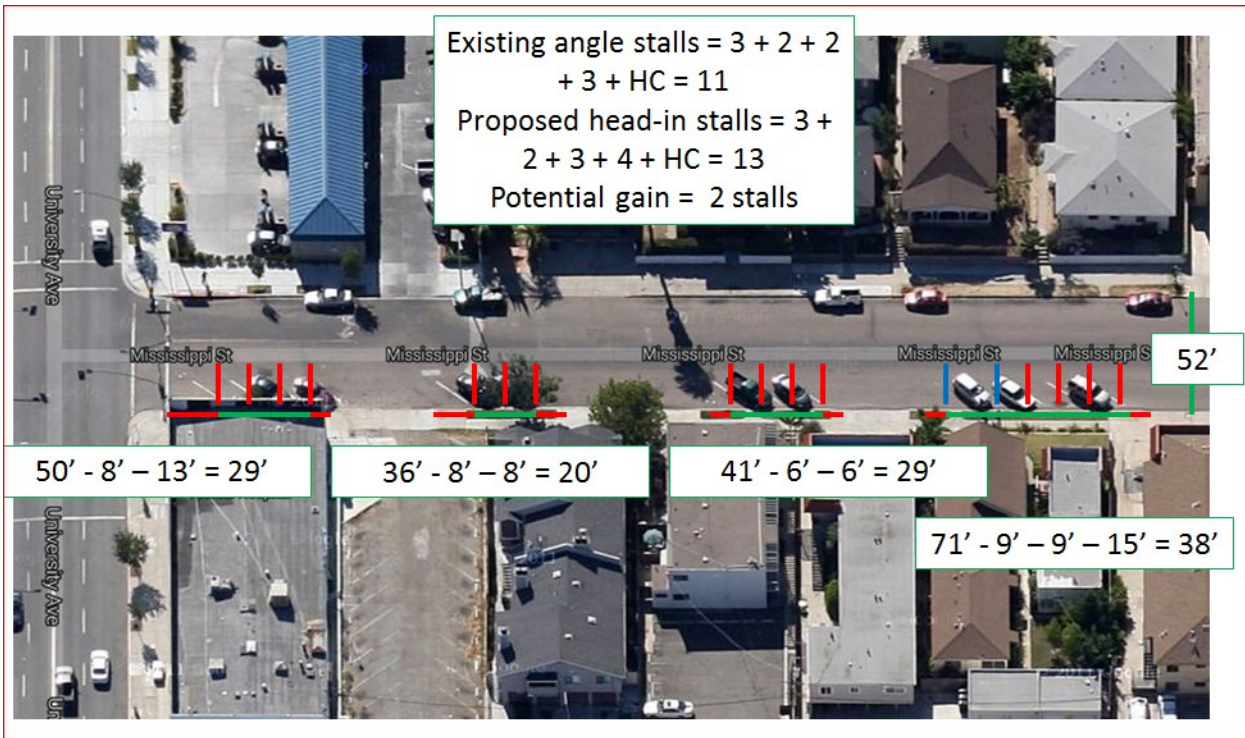 Existing angle stalls = 3 + 2 + 2
+ 3 + HC = 11
Proposed head-in stalls = 3 +
2 + 3 + 4 + HC = 13
Potential gain = 2 stalls
University Ave
Mississippi St
Mississippi St
Mississippi St
Mississippi St
Mississippi S
52’
50’ - 8’ – 13’ = 29’
36’ - 8’ – 8’ = 20’
41’ - 6’ – 6’ = 29’
71’ - 9’ – 9’ – 15’ = 38’
University Ave
Un